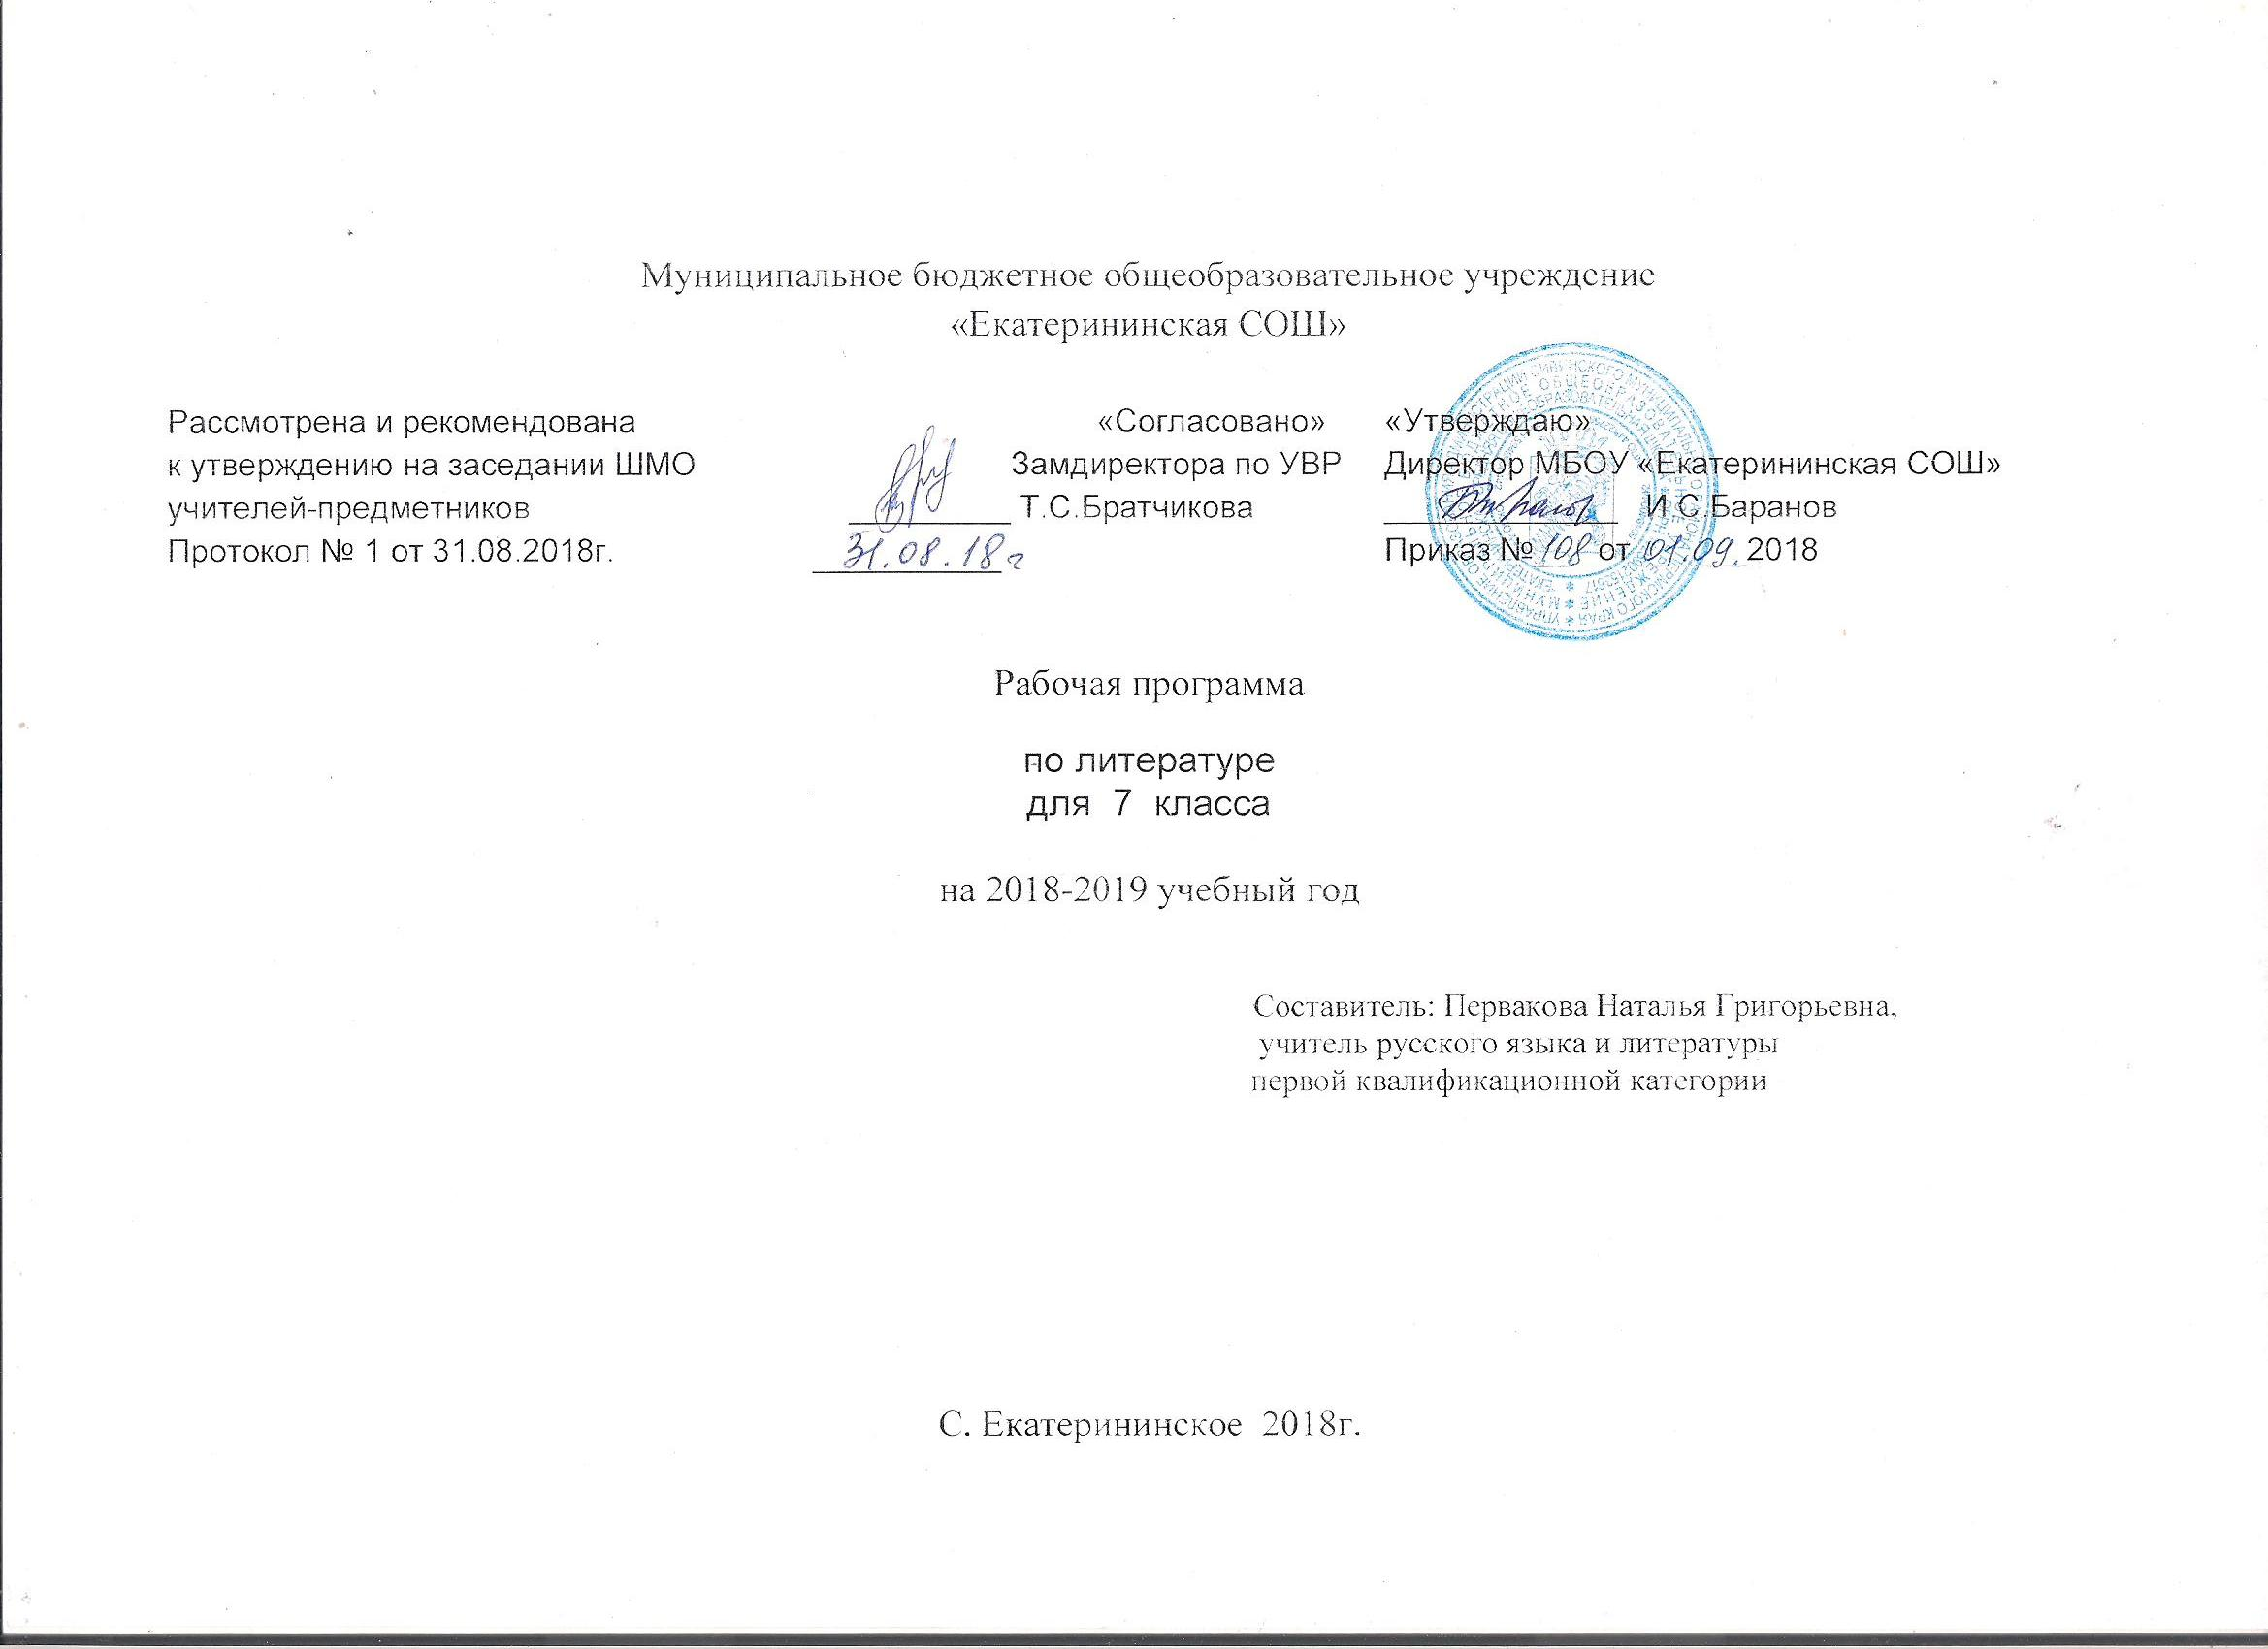 Муниципальное бюджетное общеобразовательное учреждение
«Екатерининская СОШ»
Рассмотрена и рекомендована
к утверждению на заседании ШМО
учителей-предметников
Протокол № 1 от 31.08.2018г.
«Согласовано»
Замдиректора по УВР
Т.С.Братчикова
31.08.18г
«Утверждаю»
Директор МБОУ «Екатерининская СОШ»
И С.Баранов
Приказ № 108 от 01.09.2018
Рабочая программа
по литературе
для 7 класса
на 2018-2019 учебный год
Составитель: Первакова Наталья Григорьевна,
учитель русского языка и литературы
первой квалификационной категории
С. Екатерининское 2018г.